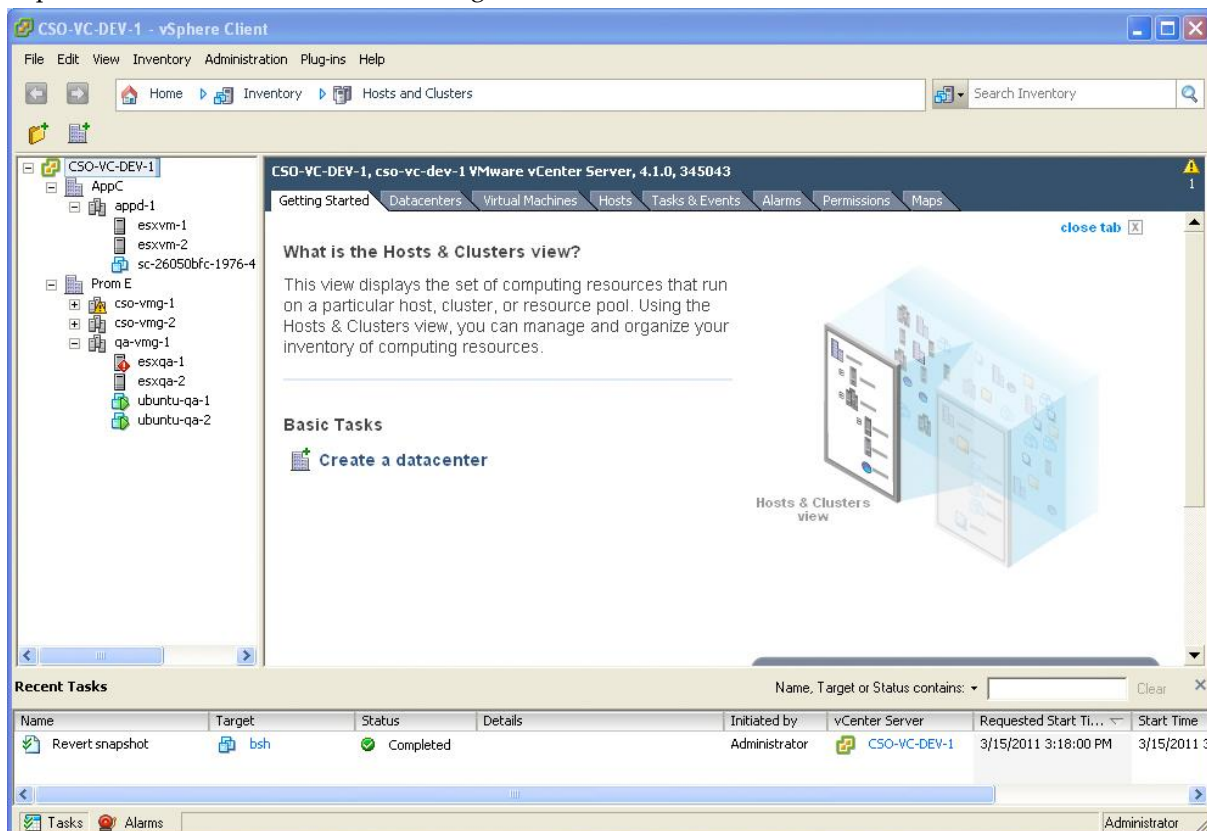 CSO-VC-DEV-1 - vSphere Client
File Edit View Inventory Administration Plug-ins Help
Home Inventory Hosts and Clusters
Search Inventory
CSO-VC-DEV-1
AppC
appd-1
esxvm-1
esxvm-2
sc-26050bfc-1976-4
Prom E
cso-vmg-1
cso-vmg-2
qa-vmg-1
esxqa-1
esxqa-2
ubuntu-qa-1
ubuntu-qa-2
CSO-VC-DEV-1, cso-vc-dev-1 VMware vCenter Server, 4.1.0, 345043
1
Getting Started Datacenters Virtual Machines Hosts Tasks & Events Alarms Permissions Maps
close tab X
What is the Hosts & Clusters view?
This view displays the set of computing resources that run
on a particular host, cluster, or resource pool. Using the
Hosts & Clusters view, you can manage and organize your
inventory of computing resources.
Basic Tasks
Create a datacenter
Hosts & Clusters
view
Recent Tasks
Name, Target or Status contains:
Clear
Name Target Status Details Initiated by vCenter Server Requested Start Ti... Start Time
Revert snapshot bsh Completed Administrator CSO-VC-DEV-1 3/15/2011 3:18:00 PM 3/15/2011 3
Tasks Alarms Administrator